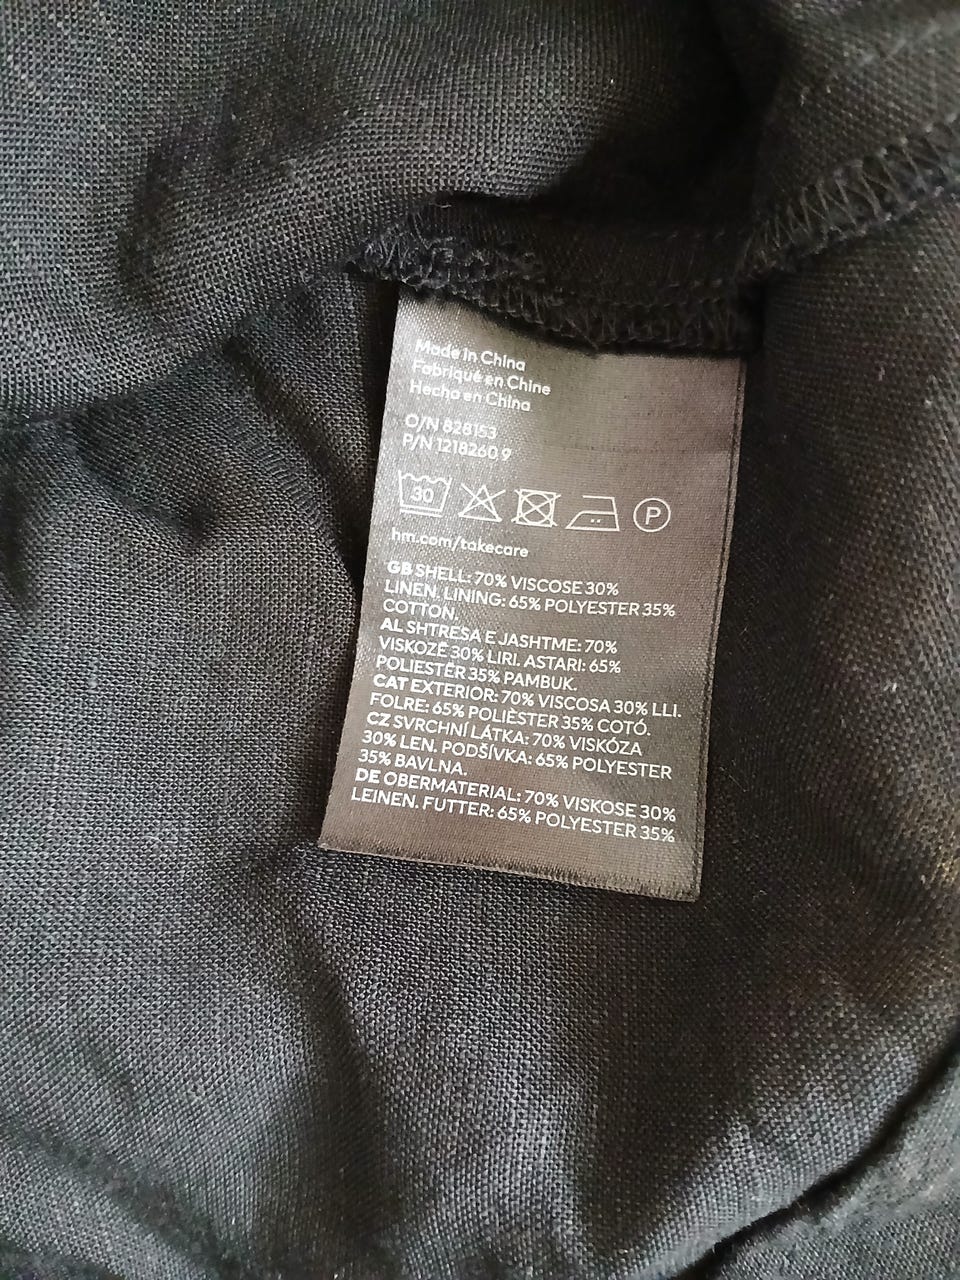 Made in China
Fabriqué en Chine
Hecho en China
O/N 828153
P/N 1218260.9
30 P
hm.com/takecare
GB SHELL: 70% VISCOSE 30%
LINEN. LINING: 65% POLYESTER 35%
COTTON.
AL SHTRESA E JASHTME: 70%
VISKOZË 30% LIRI. ASTARI: 65%
POLIESTËR 35% PAMBUK.
CAT EXTERIOR: 70% VISCOSA 30% LLI.
FOLRE: 65% POLIÈSTER 35% COTÓ.
CZ SVRCHNÍ LÁTKA: 70% VISKÓZA
30% LEN. PODŠÍVKA: 65% POLYESTER
35% BAVLNA.
DE OBERMATERIAL: 70% VISKOSE 30%
LEINEN. FUTTER: 65% POLYESTER 35%